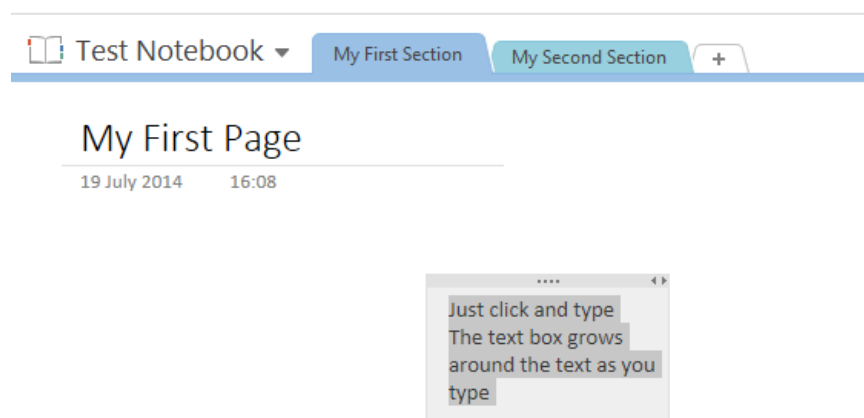 Test Notebook
My First Section
My Second Section
+
My First Page
19 July 2014 16:08
Just click and type
The text box grows
around the text as you
type